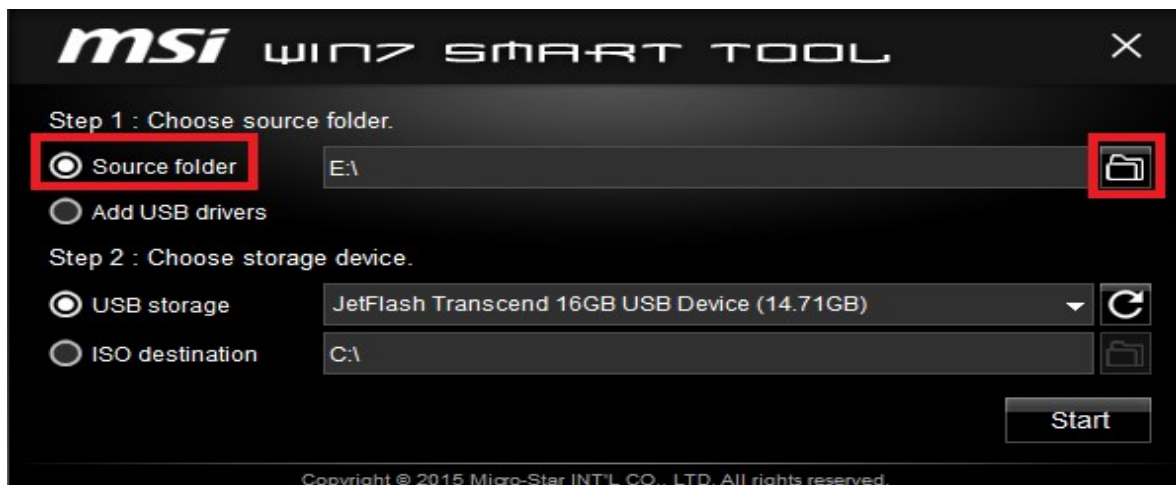 msi WIN7 SMART TOOL
Step 1 : Choose source folder.
Source folder E:\
Add USB drivers
Step 2 : Choose storage device.
USB storage JetFlash Transcend 16GB USB Device (14.71GB)
ISO destination C:\
Start
Copyright © 2015 Micro-Star INT'L CO., LTD. All rights reserved.